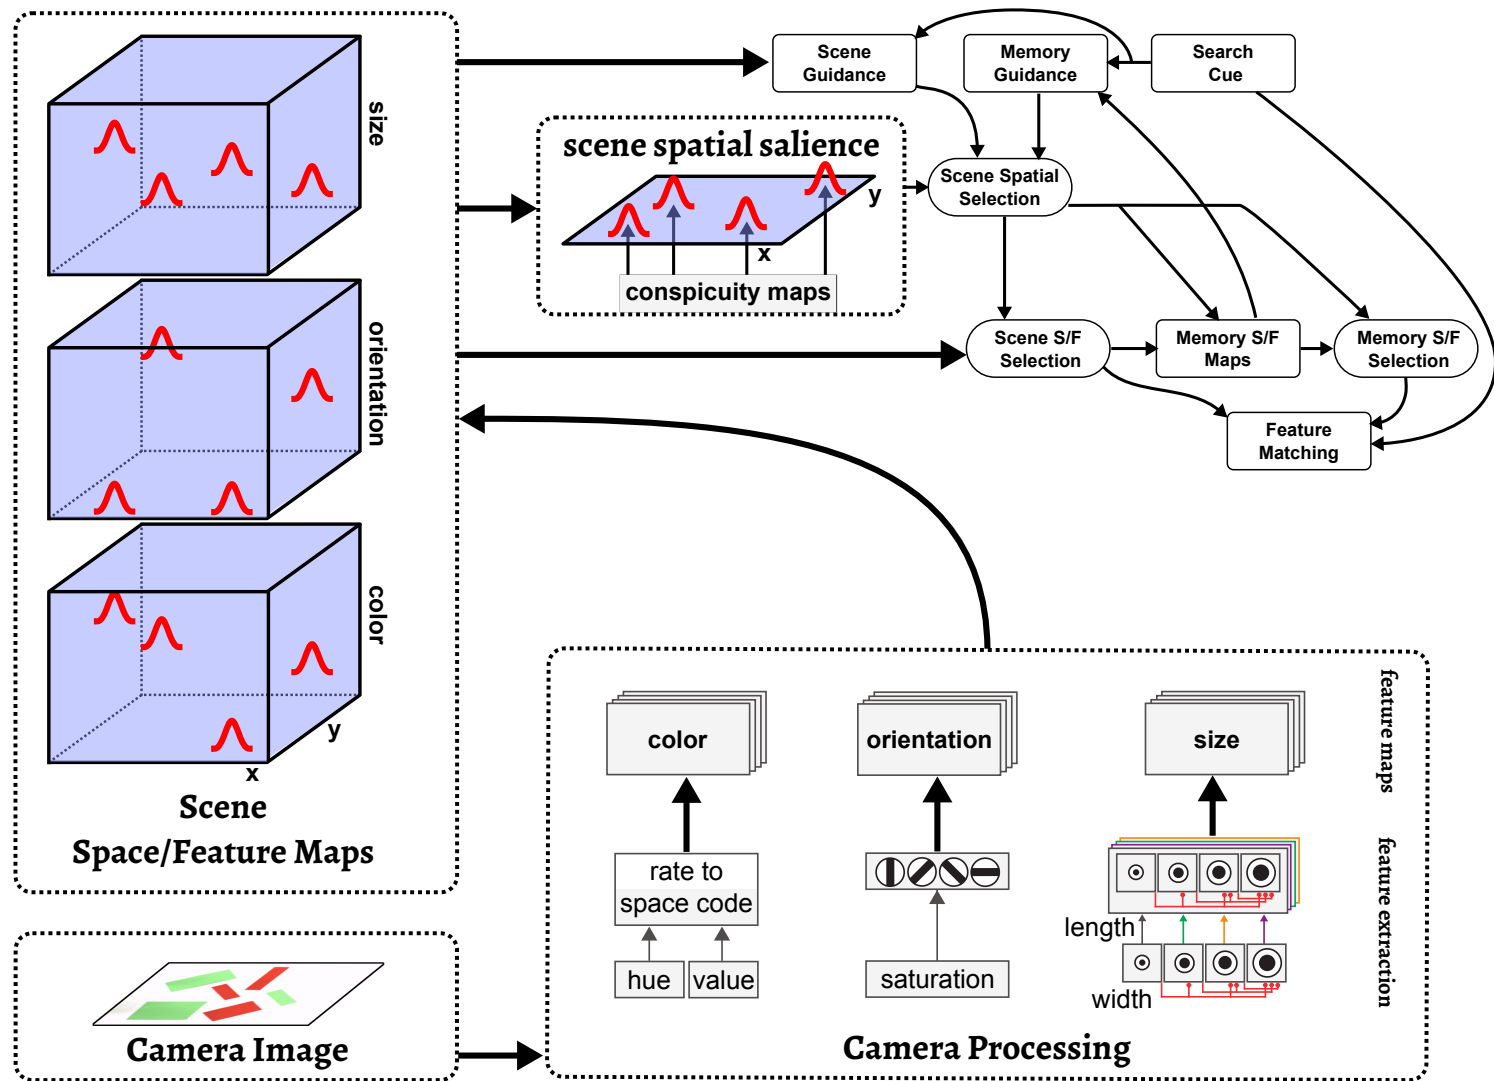 size
orientation
color
y
x
Scene
Space/Feature Maps
Camera Image
scene spatial salience
y
x
conspicuity maps
Scene
Guidance
Memory
Guidance
Search
Cue
Scene Spatial
Selection
Scene S/F
Selection
Memory S/F
Maps
Memory S/F
Selection
Feature
Matching
color
orientation
size
feature maps
rate to
space code
hue
value
saturation
length
width
feature extraction
Camera Processing